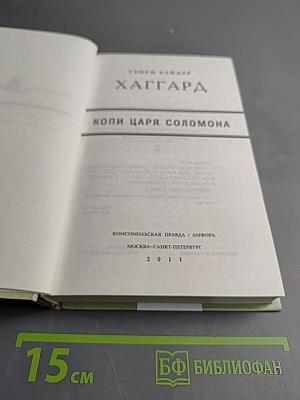 ГЕНРИ РАЙДЕР
ХАГГАРД
КОПИ ЦАРЯ СОЛОМОНА
КОМСОМОЛЬСКАЯ ПРАВДА / АМФОРА
МОСКВА–САНКТ-ПЕТЕРБУРГ
2011
15 см
БФ БИБЛИОФАН